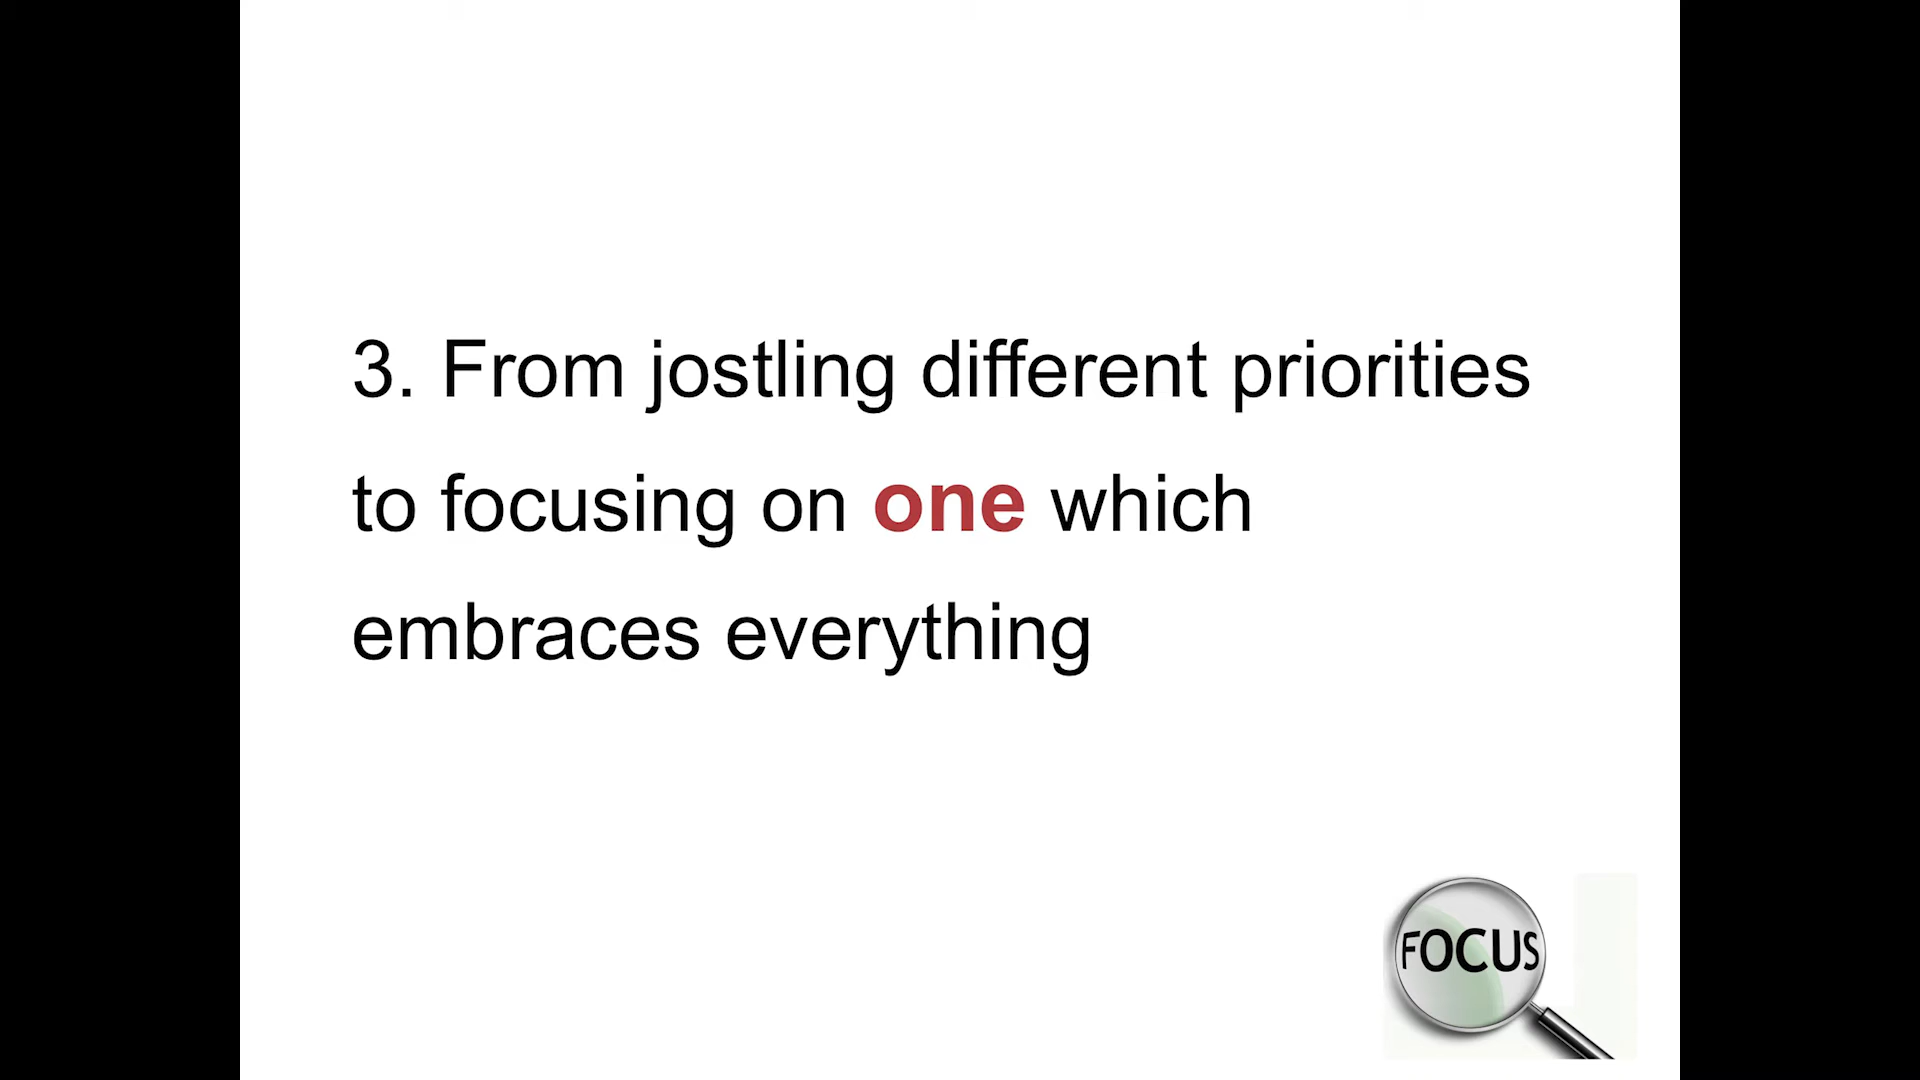 3. From jostling different priorities
to focusing on one which
embraces everything
FOCUS